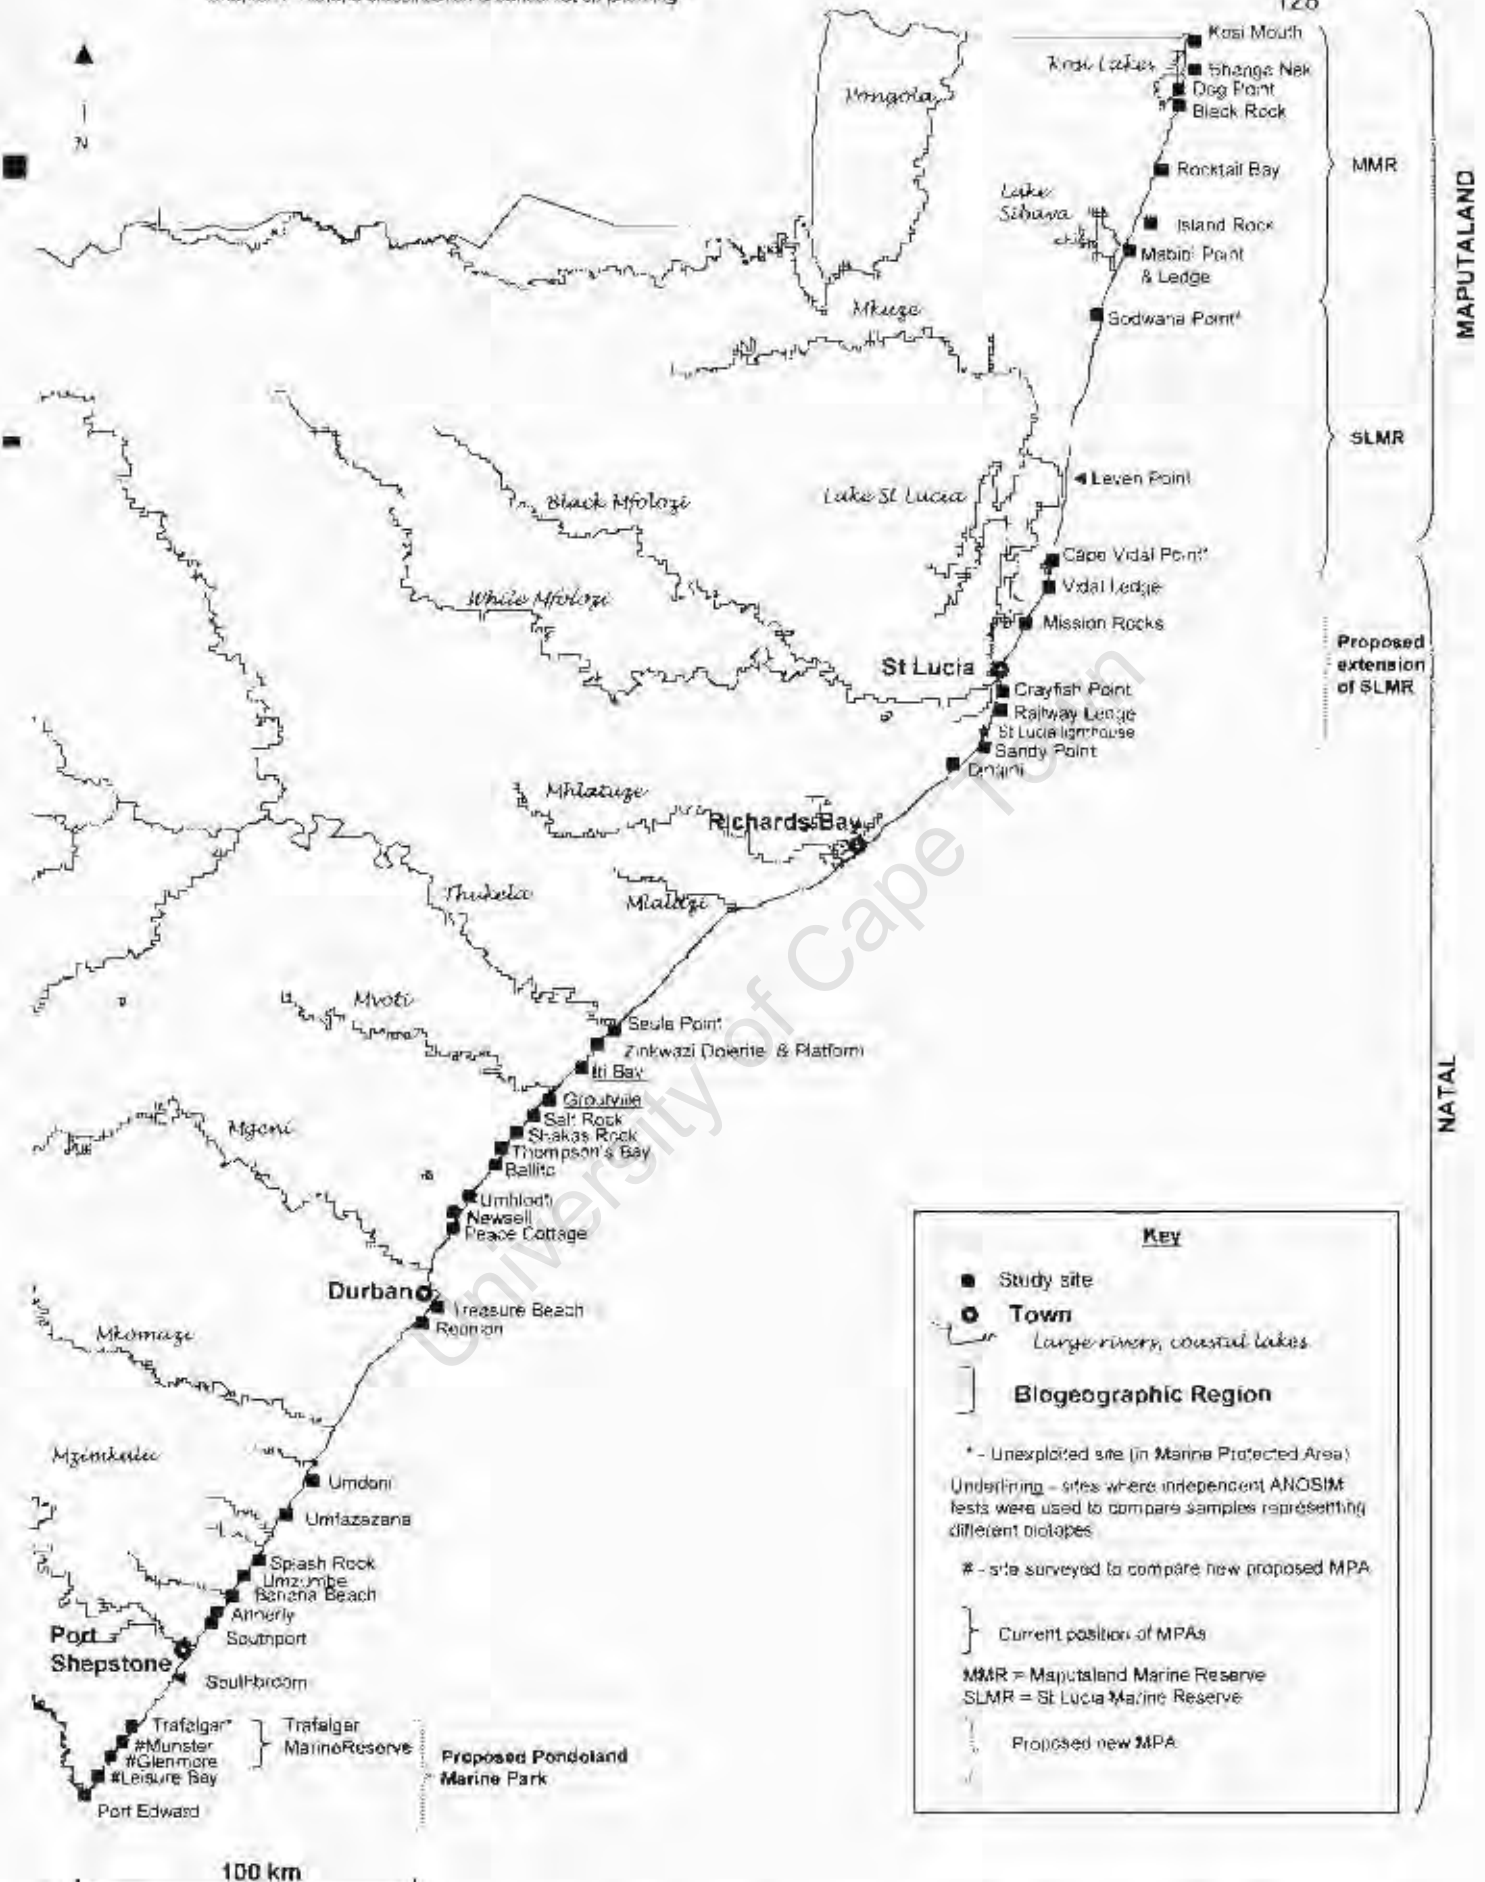 128
N
Kosi Mouth
Kosi Lakes
Shange Nek
Dog Point
Black Rock
Pongola
MMR
Rocktail Bay
MAPUTALAND
Lake
Sibaya
Island Rock
Mabibi Point
& Ledge
Mkuze
Sodwana Point*
SLMR
Leven Point
Lake St Lucia
Black Mfolozi
Cape Vidal Point*
Vidal Ledge
White Mfolozi
Mission Rocks
Proposed
extension
of SLMR
St Lucia
Crayfish Point
Railway Ledge
St Lucia lighthouse
Sandy Point
Dingini
Mhlatuze
Richards Bay
Thukela
Mlalazi
Mvoti
Seula Point
Zinkwazi Dolerite & Platform
Iti Bay
Groutville
Salt Rock
Shakas Rock
Mgeni
Thompson's Bay
Ballito
NATAL
Umhloti
Newsell
Peace Cottage
Durban
Treasure Beach
Reunion
Mkomazi
Mzimkulu
Umdoni
Umfazazana
Splash Rock
Umzumbe
Banana Beach
Annerly
Southport
Port
Shepstone
Southbroom
Trafalgar*
#Munster
#Glenmore
#Leisure Bay
Port Edward
Trafalgar
MarineReserve
Proposed Pondoland
Marine Park
100 km
Key
Study site
Town
Large rivers, coastal lakes
Biogeographic Region
* - Unexploited site (in Marine Protected Area)
Underlining - sites where independent ANOSIM
tests were used to compare samples representing
different biotopes
# - site surveyed to compare new proposed MPA
Current position of MPAs
MMR = Maputaland Marine Reserve
SLMR = St Lucia Marine Reserve
Proposed new MPA
University of Cape Town